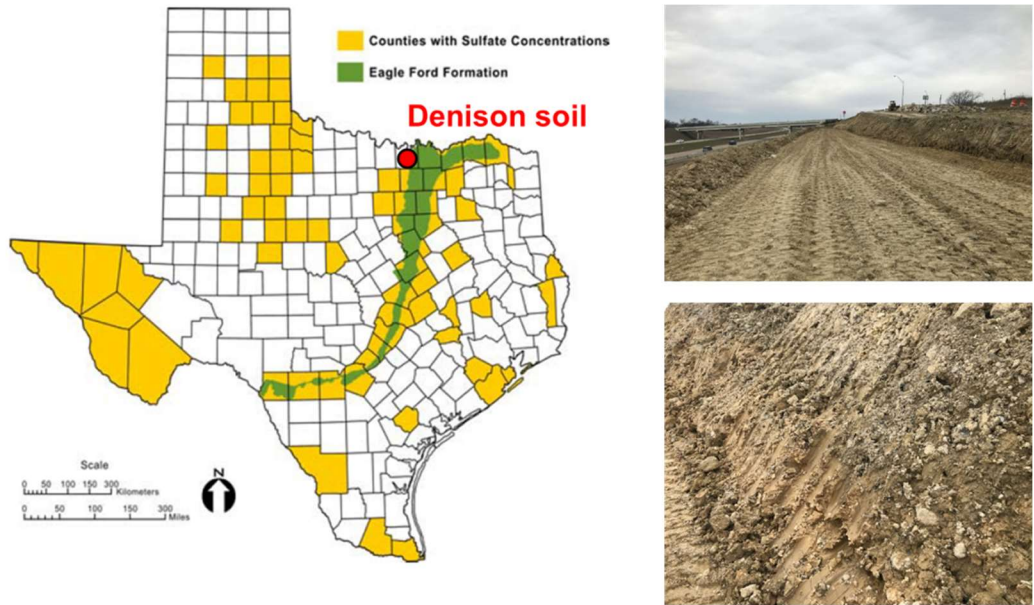 Counties with Sulfate Concentrations
Eagle Ford Formation
Denison soil
Scale
0 50 100 150 200 300
Kilometers
0 50 100 150 300
Miles
N